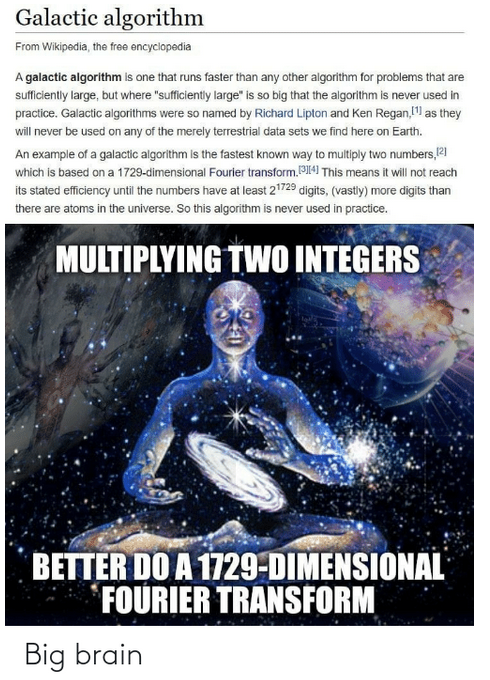 Galactic algorithm
From Wikipedia, the free encyclopedia
A galactic algorithm is one that runs faster than any other algorithm for problems that are
sufficiently large, but where "sufficiently large" is so big that the algorithm is never used in
practice. Galactic algorithms were so named by Richard Lipton and Ken Regan,[1] as they
will never be used on any of the merely terrestrial data sets we find here on Earth.
An example of a galactic algorithm is the fastest known way to multiply two numbers,[2]
which is based on a 1729-dimensional Fourier transform.[3][4] This means it will not reach
its stated efficiency until the numbers have at least 2¹⁷²⁹ digits, (vastly) more digits than
there are atoms in the universe. So this algorithm is never used in practice.
MULTIPLYING TWO INTEGERS
BETTER DO A 1729-DIMENSIONAL
FOURIER TRANSFORM
Big brain